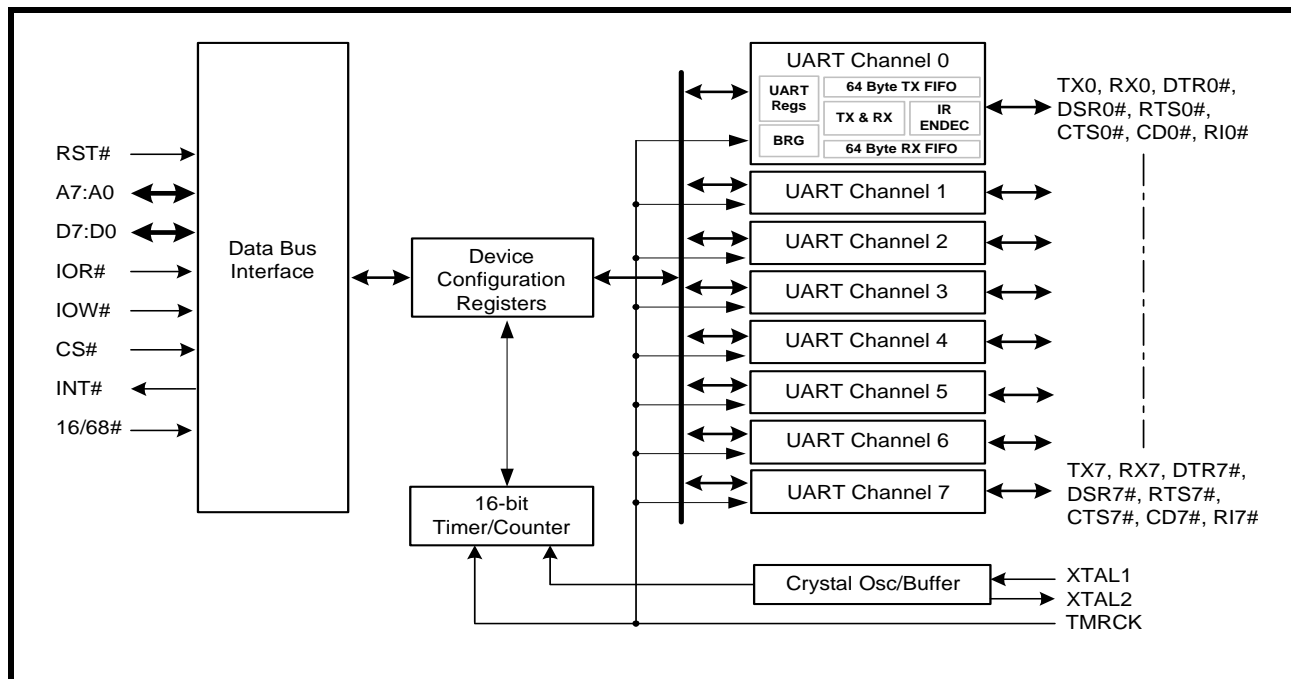 RST#
A7:A0
D7:D0
IOR#
IOW#
CS#
INT#
16/68#
Data Bus
Interface
Device
Configuration
Registers
16-bit
Timer/Counter
UART Channel 0
UART
Regs
BRG
64 Byte TX FIFO
TX & RX
IR
ENDEC
64 Byte RX FIFO
UART Channel 1
UART Channel 2
UART Channel 3
UART Channel 4
UART Channel 5
UART Channel 6
UART Channel 7
Crystal Osc/Buffer
TX0, RX0, DTR0#,
DSR0#, RTS0#,
CTS0#, CD0#, RI0#
TX7, RX7, DTR7#,
DSR7#, RTS7#,
CTS7#, CD7#, RI7#
XTAL1
XTAL2
TMRCK